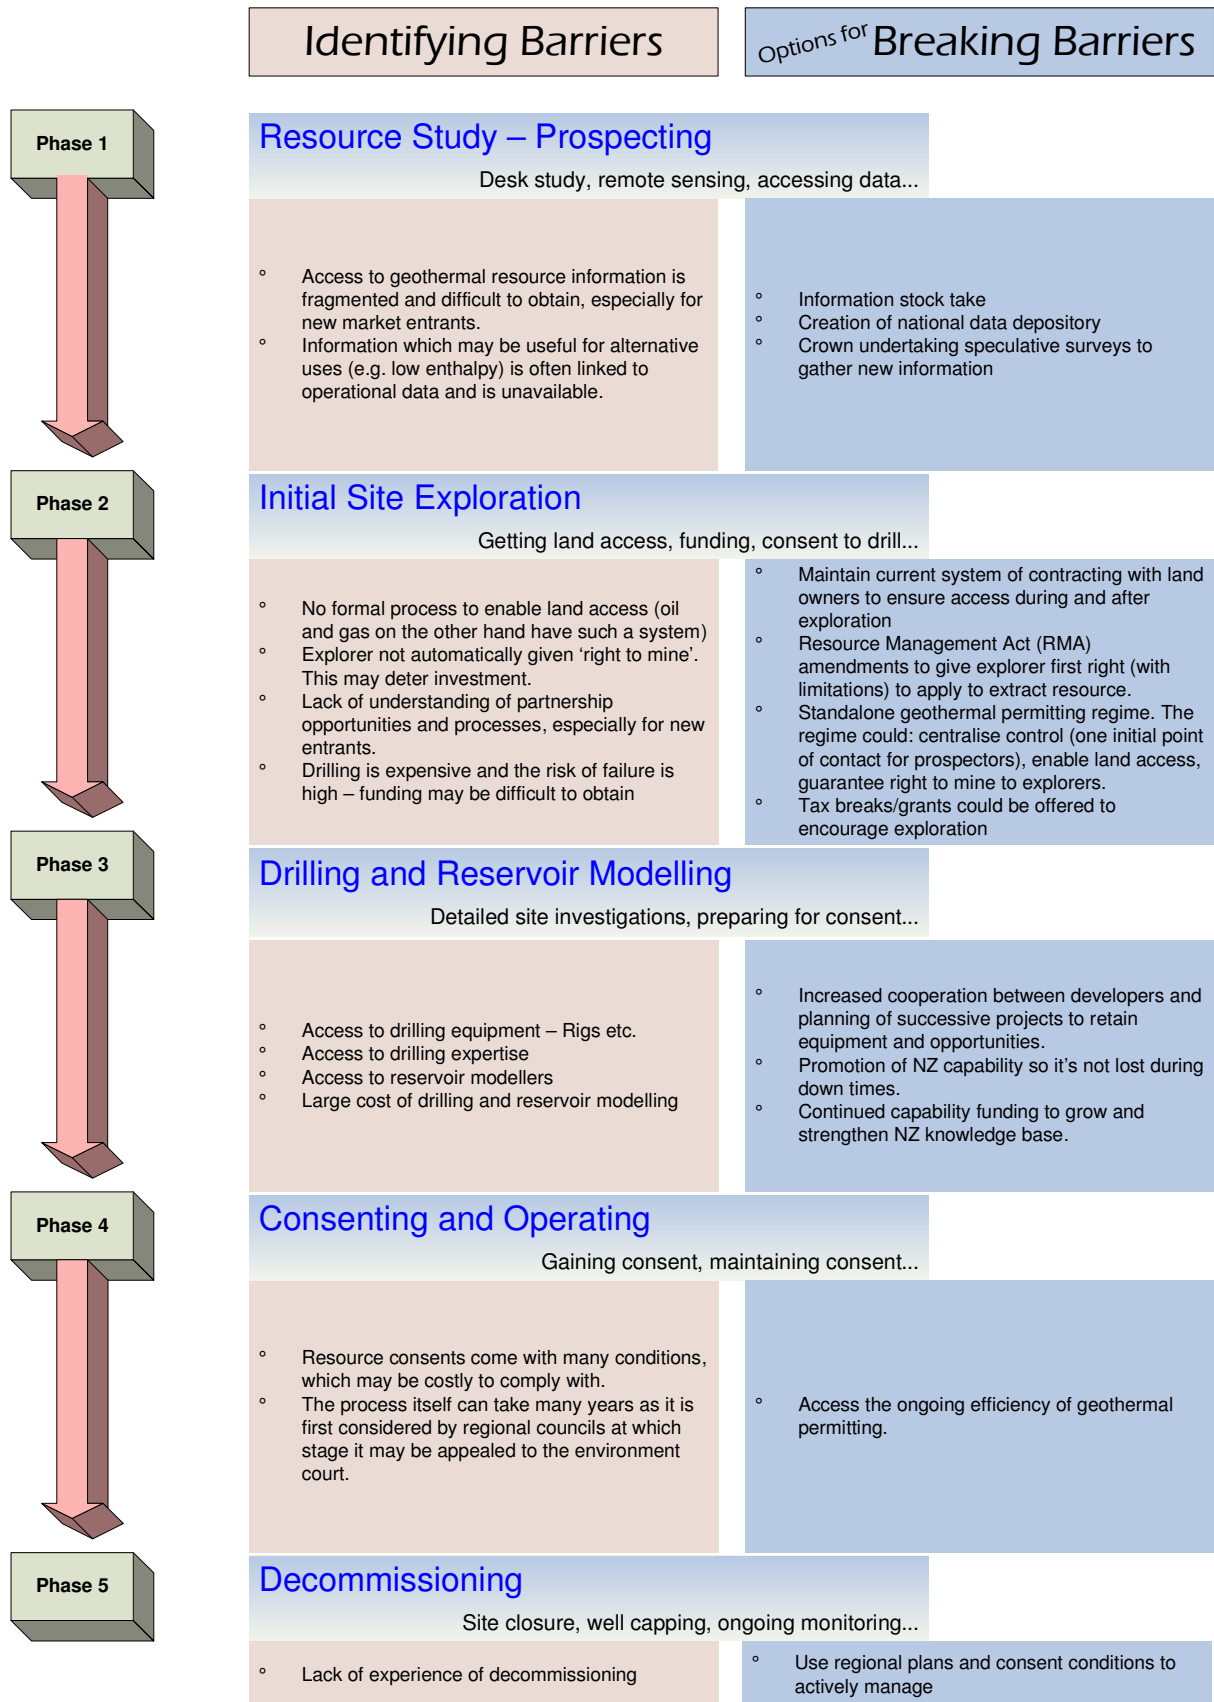 Identifying Barriers
Options for Breaking Barriers
Phase 1
Resource Study – Prospecting
Desk study, remote sensing, accessing data...
° Access to geothermal resource information is
fragmented and difficult to obtain, especially for
new market entrants.
° Information which may be useful for alternative
uses (e.g. low enthalpy) is often linked to
operational data and is unavailable.
° Information stock take
° Creation of national data depository
° Crown undertaking speculative surveys to
gather new information
Phase 2
Initial Site Exploration
Getting land access, funding, consent to drill...
° No formal process to enable land access (oil
and gas on the other hand have such a system)
° Explorer not automatically given ‘right to mine’.
This may deter investment.
° Lack of understanding of partnership
opportunities and processes, especially for new
entrants.
° Drilling is expensive and the risk of failure is
high – funding may be difficult to obtain
° Maintain current system of contracting with land
owners to ensure access during and after
exploration
° Resource Management Act (RMA)
amendments to give explorer first right (with
limitations) to apply to extract resource.
° Standalone geothermal permitting regime. The
regime could: centralise control (one initial point
of contact for prospectors), enable land access,
guarantee right to mine to explorers.
° Tax breaks/grants could be offered to
encourage exploration
Phase 3
Drilling and Reservoir Modelling
Detailed site investigations, preparing for consent...
° Access to drilling equipment – Rigs etc.
° Access to drilling expertise
° Access to reservoir modellers
° Large cost of drilling and reservoir modelling
° Increased cooperation between developers and
planning of successive projects to retain
equipment and opportunities.
° Promotion of NZ capability so it’s not lost during
down times.
° Continued capability funding to grow and
strengthen NZ knowledge base.
Phase 4
Consenting and Operating
Gaining consent, maintaining consent...
° Resource consents come with many conditions,
which may be costly to comply with.
° The process itself can take many years as it is
first considered by regional councils at which
stage it may be appealed to the environment
court.
° Access the ongoing efficiency of geothermal
permitting.
Phase 5
Decommissioning
Site closure, well capping, ongoing monitoring...
° Lack of experience of decommissioning
° Use regional plans and consent conditions to
actively manage